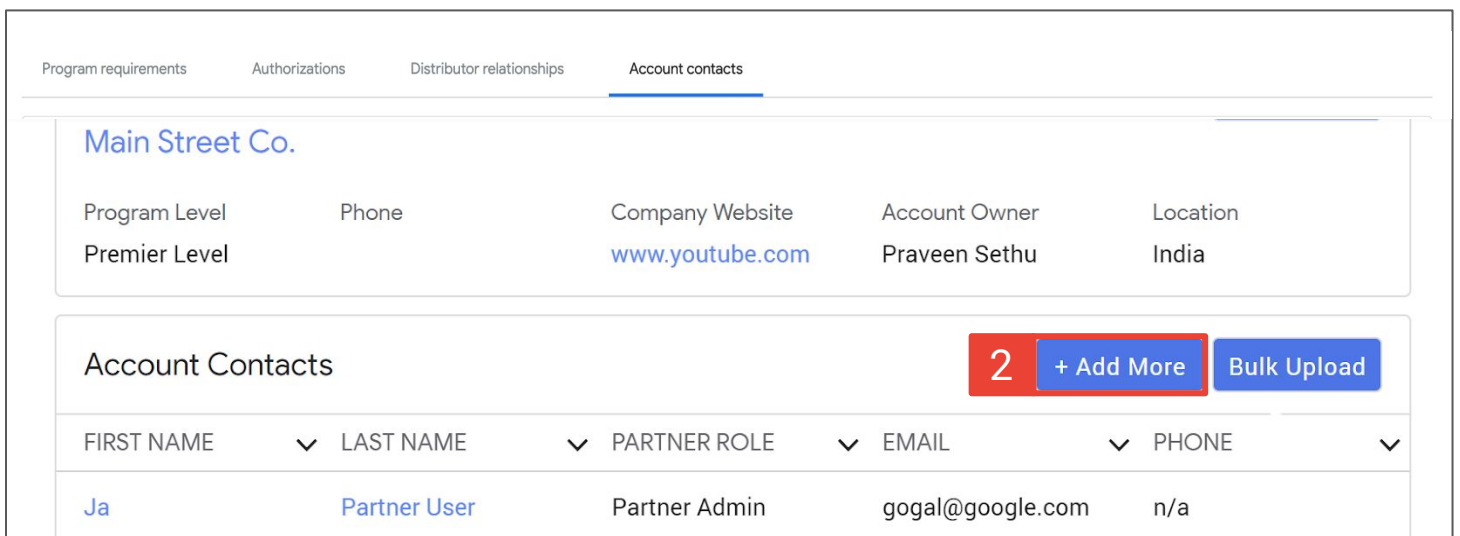 Program requirements Authorizations Distributor relationships Account contacts
Main Street Co.
Program Level Phone Company Website Account Owner Location
Premier Level www.youtube.com Praveen Sethu India
Account Contacts 2 + Add More Bulk Upload
FIRST NAME LAST NAME PARTNER ROLE EMAIL PHONE
Ja Partner User Partner Admin gogal@google.com n/a